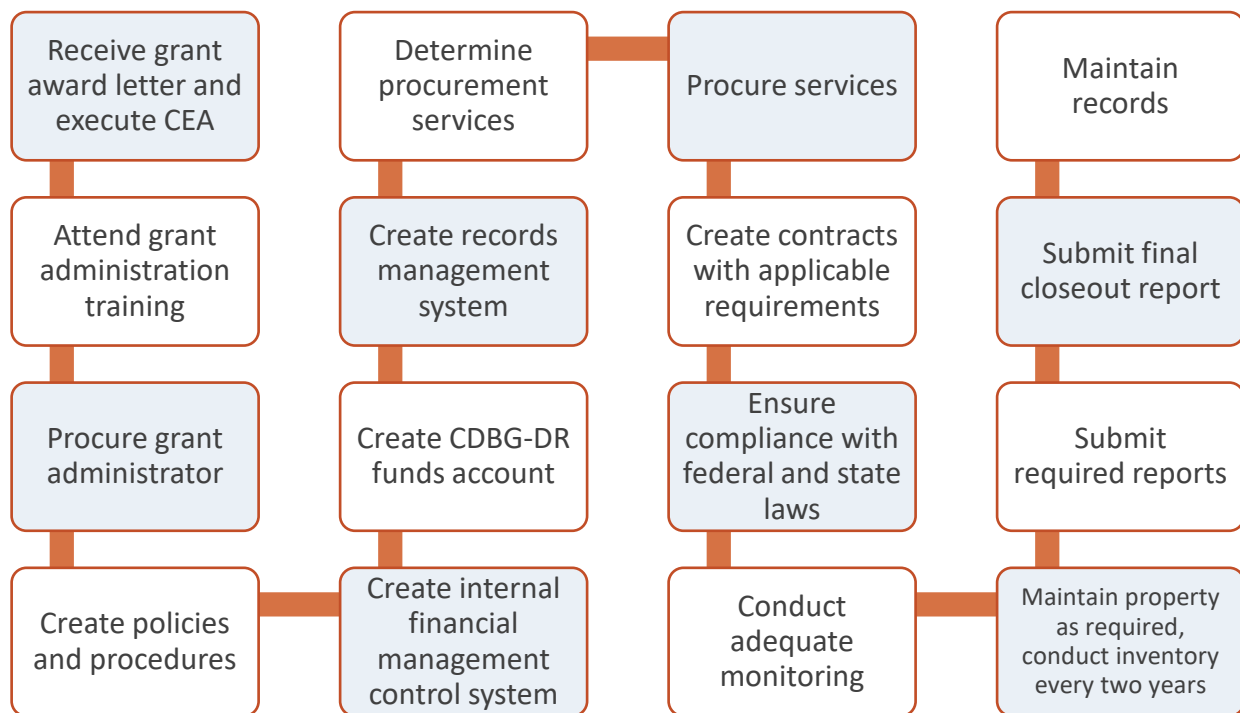 Receive grant
award letter and
execute CEA
Attend grant
administration
training
Procure grant
administrator
Create policies
and procedures
Create internal
financial
management
control system
Create CDBG-DR
funds account
Create records
management
system
Determine
procurement
services
Procure services
Create contracts
with applicable
requirements
Ensure
compliance with
federal and state
laws
Conduct
adequate
monitoring
Maintain property
as required,
conduct inventory
every two years
Submit
required reports
Submit final
closeout report
Maintain
records